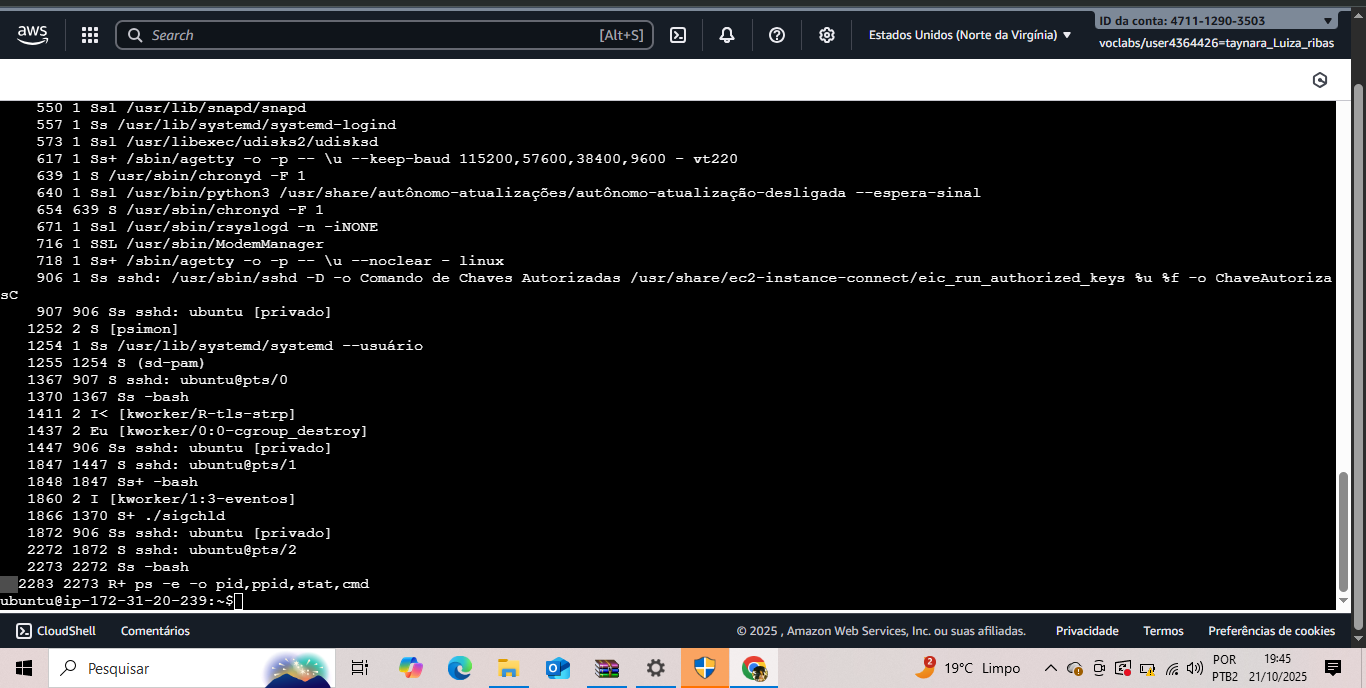 aws
Search
[Alt+S]
Estados Unidos (Norte da Virgínia)
ID da conta: 4711-1290-3503
voclabs/user4364426=taynara_Luiza_ribas
550 1 Ssl /usr/lib/snapd/snapd
557 1 Ss /usr/lib/systemd/systemd-logind
573 1 Ssl /usr/libexec/udisks2/udisksd
617 1 Ss+ /sbin/agetty -o -p -- \u --keep-baud 115200,57600,38400,9600 - vt220
639 1 S /usr/sbin/chronyd -F 1
640 1 Ssl /usr/bin/python3 /usr/share/autônomo-atualizações/autônomo-atualização-desligada --espera-sinal
654 639 S /usr/sbin/chronyd -F 1
671 1 Ssl /usr/sbin/rsyslogd -n -iNONE
716 1 SSL /usr/sbin/ModemManager
718 1 Ss+ /sbin/agetty -o -p -- \u --noclear - linux
906 1 Ss sshd: /usr/sbin/sshd -D -o Comando de Chaves Autorizadas /usr/share/ec2-instance-connect/eic_run_authorized_keys %u %f -o ChaveAutoriza
sC
907 906 Ss sshd: ubuntu [privado]
1252 2 S [psimon]
1254 1 Ss /usr/lib/systemd/systemd --usuário
1255 1254 S (sd-pam)
1367 907 S sshd: ubuntu@pts/0
1370 1367 Ss -bash
1411 2 I< [kworker/R-tls-strp]
1437 2 Eu [kworker/0:0-cgroup_destroy]
1447 906 Ss sshd: ubuntu [privado]
1847 1447 S sshd: ubuntu@pts/1
1848 1847 Ss+ -bash
1860 2 I [kworker/1:3-eventos]
1866 1370 S+ ./sigchld
1872 906 Ss sshd: ubuntu [privado]
2272 1872 S sshd: ubuntu@pts/2
2273 2272 Ss -bash
2283 2273 R+ ps -e -o pid,ppid,stat,cmd
ubuntu@ip-172-31-20-239:~$
CloudShell
Comentários
© 2025 , Amazon Web Services, Inc. ou suas afiliadas.
Privacidade
Termos
Preferências de cookies
Pesquisar
2
19°C Limpo
POR
PTB2
19:45
21/10/2025